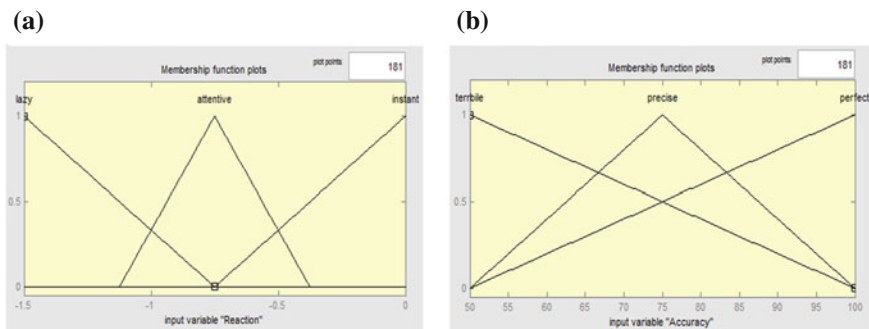 (a)
Membership function plots
plot points:
181
lazy
attentive
instant
1
0.5
0
-1.5
-1
-0.5
0
input variable "Reaction"
(b)
Membership function plots
plot points:
181
terrbile
precise
perfect
1
0.5
0
50
55
60
65
70
75
80
85
90
95
100
input variable "Accuracy"